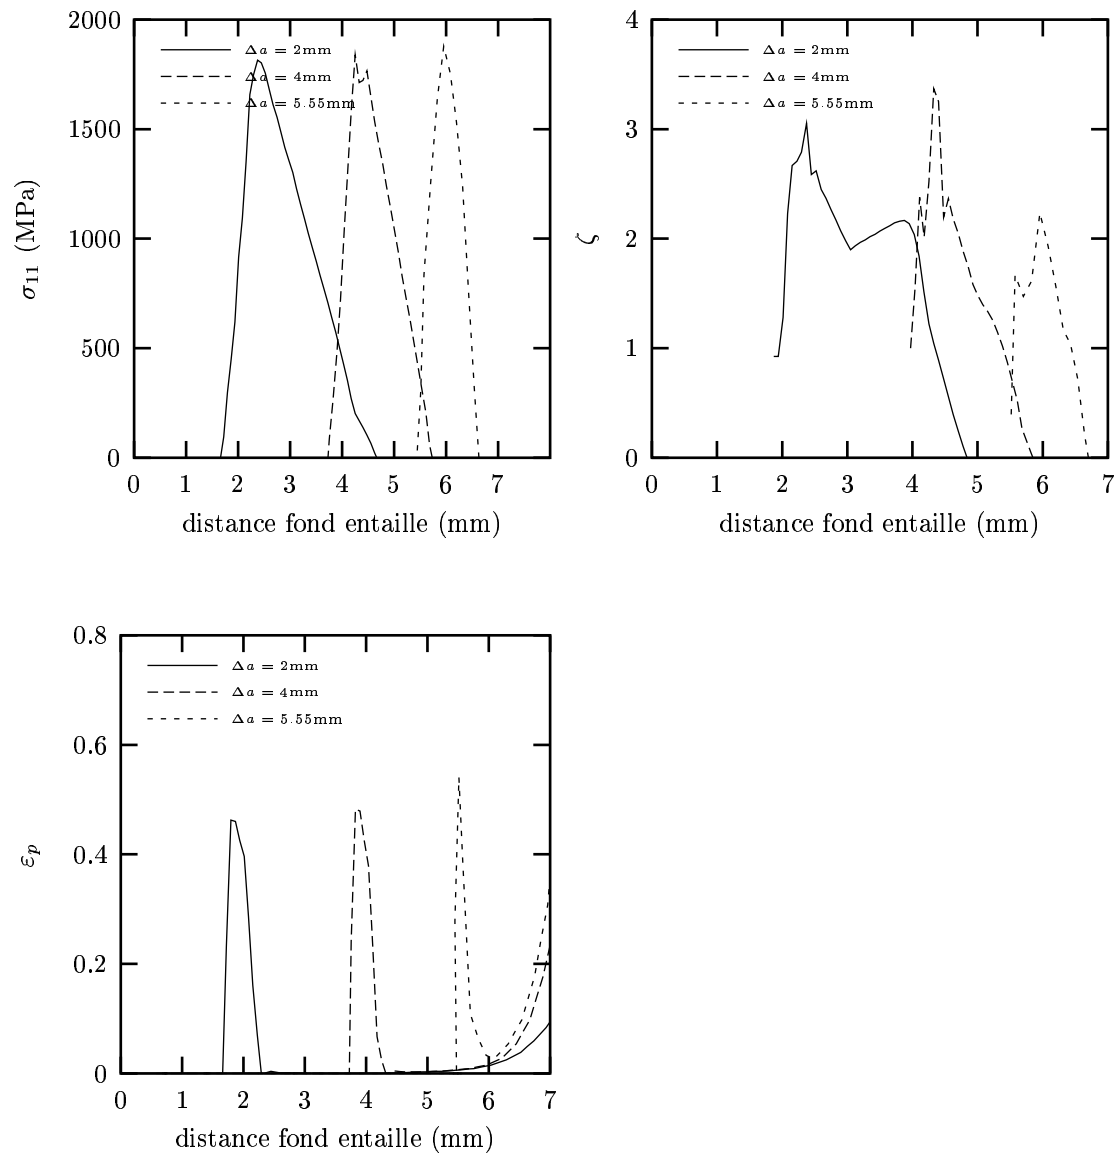 2000
1500
1000
500
0
σ11 (MPa)
Δa = 2mm
Δa = 4mm
Δa = 5.55mm
0 1 2 3 4 5 6 7
distance fond entaille (mm)
4
3
2
1
0
ζ
Δa = 2mm
Δa = 4mm
Δa = 5.55mm
0 1 2 3 4 5 6 7
distance fond entaille (mm)
0.8
0.6
0.4
0.2
0
εp
Δa = 2mm
Δa = 4mm
Δa = 5.55mm
0 1 2 3 4 5 6 7
distance fond entaille (mm)